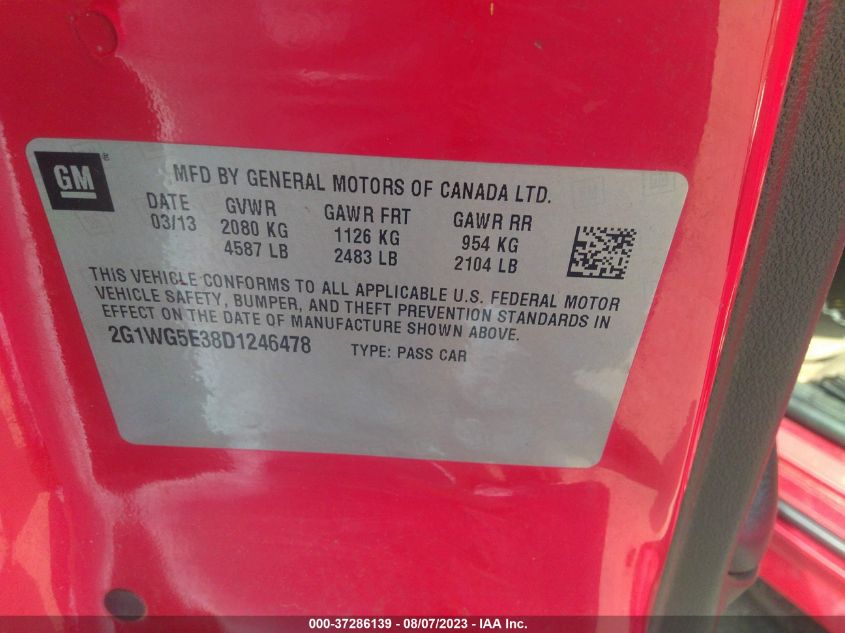 GM ®
MFD BY GENERAL MOTORS OF CANADA LTD.
DATE GVWR GAWR FRT GAWR RR
03/13 2080 KG 1126 KG 954 KG
4587 LB 2483 LB 2104 LB
THIS VEHICLE CONFORMS TO ALL APPLICABLE U.S. FEDERAL MOTOR
VEHICLE SAFETY, BUMPER, AND THEFT PREVENTION STANDARDS IN
EFFECT ON THE DATE OF MANUFACTURE SHOWN ABOVE.
2G1WG5E38D1246478 TYPE: PASS CAR
000-37286139 - 08/07/2023 - IAA Inc.